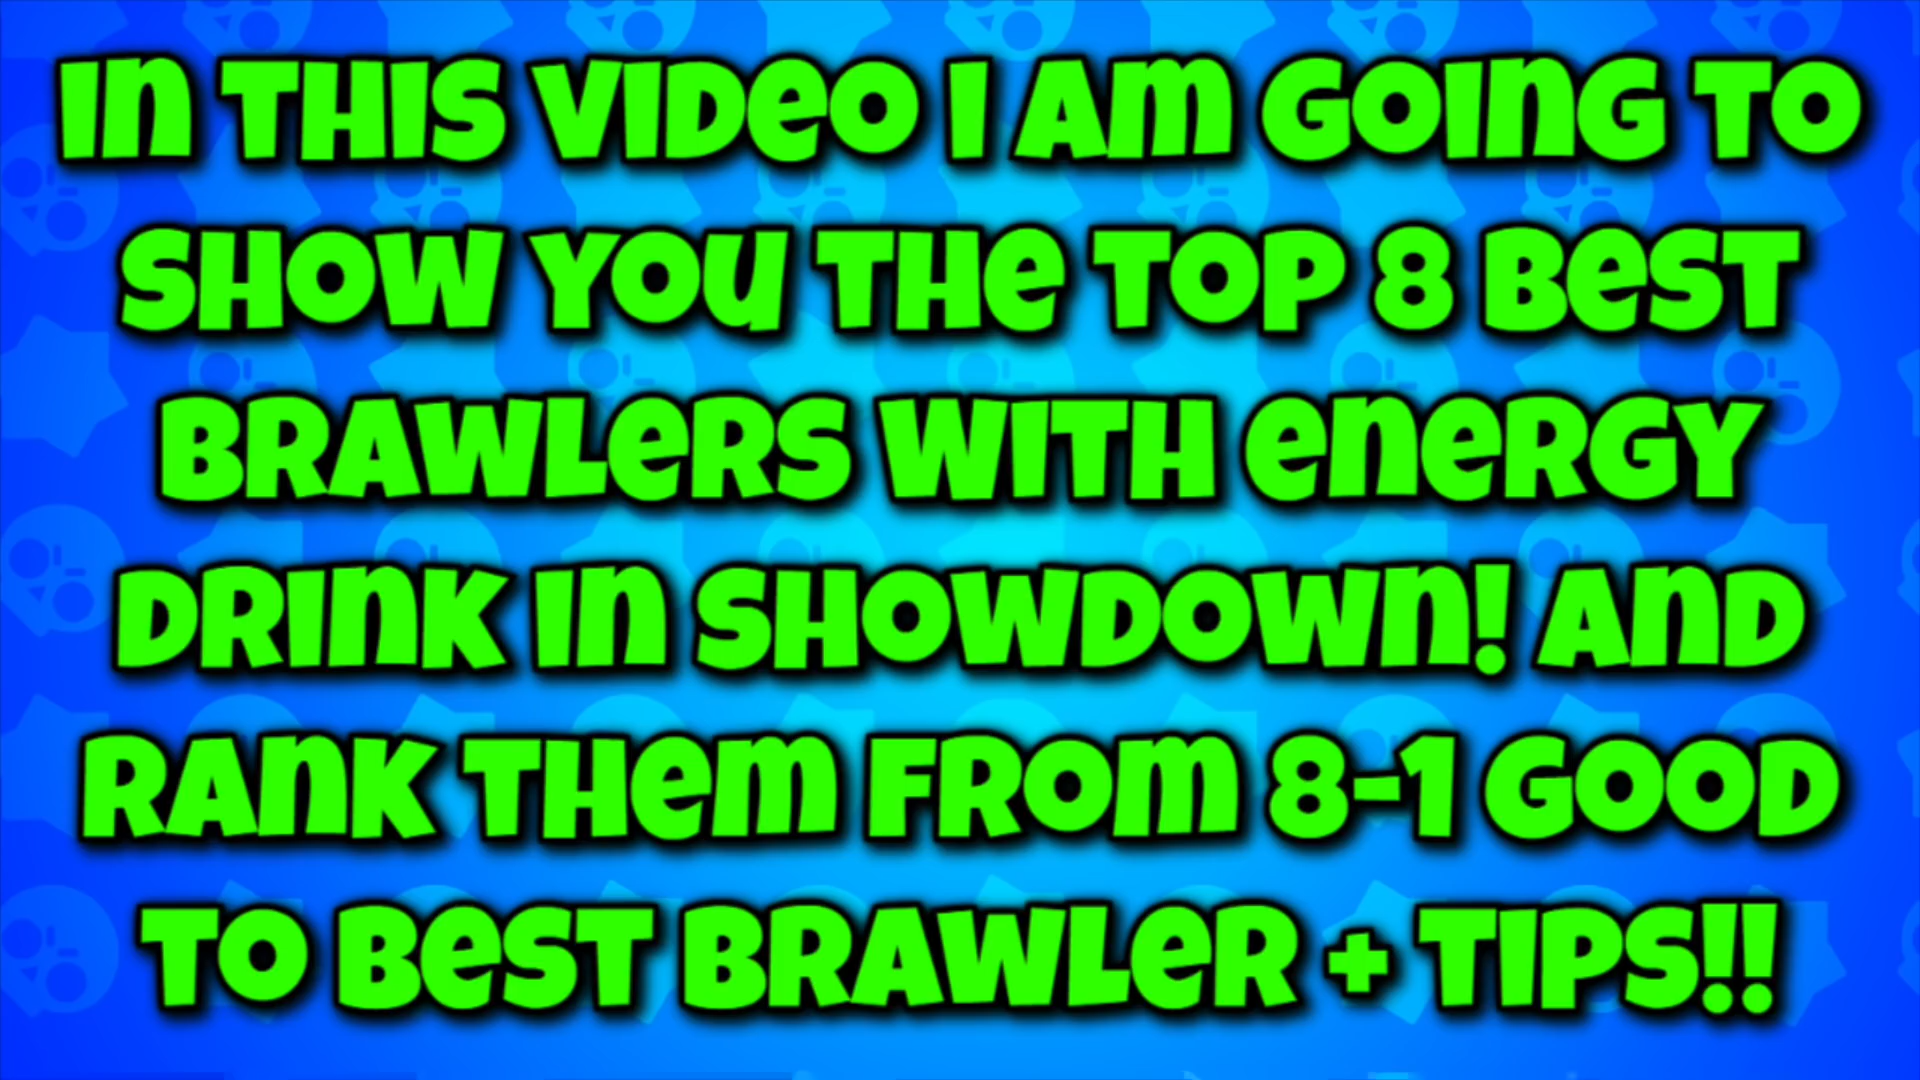 In THIS VIDeO I Am GOInG TO
SHOW YOU THe TOP 8 BeST
BRAWLeRS WITH eneRGY
DRInK In SHOWDOWn! AnD
RAnK THem FROm 8-1 GOOD
TO BeST BRAWLeR + TIPS!!